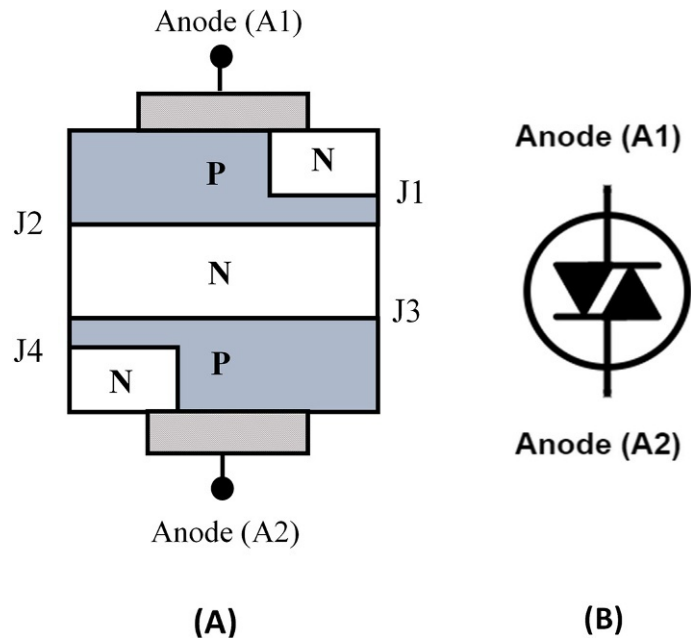 Anode (A1)
P
N
J1
J2
N
J3
J4
N
P
Anode (A2)
(A)
Anode (A1)
Anode (A2)
(B)